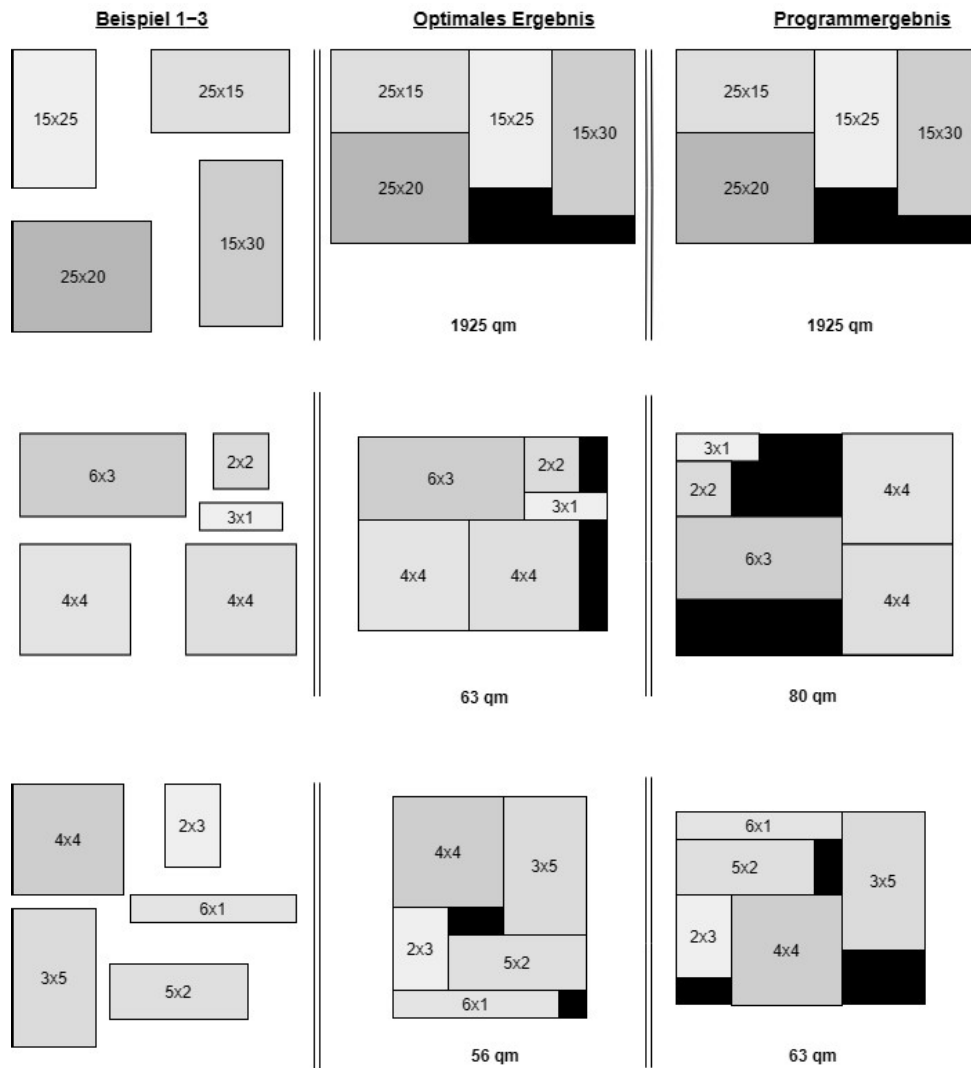 Beispiel 1–3
Optimales Ergebnis
Programmergebnis
15x25
25x15
25x20
15x30
25x15
15x25
15x30
25x20
1925 qm
25x15
15x25
15x30
25x20
1925 qm
6x3
2x2
3x1
4x4
4x4
6x3
2x2
3x1
4x4
4x4
63 qm
3x1
2x2
4x4
6x3
4x4
80 qm
4x4
2x3
6x1
3x5
5x2
4x4
3x5
2x3
5x2
6x1
56 qm
6x1
5x2
3x5
2x3
4x4
63 qm